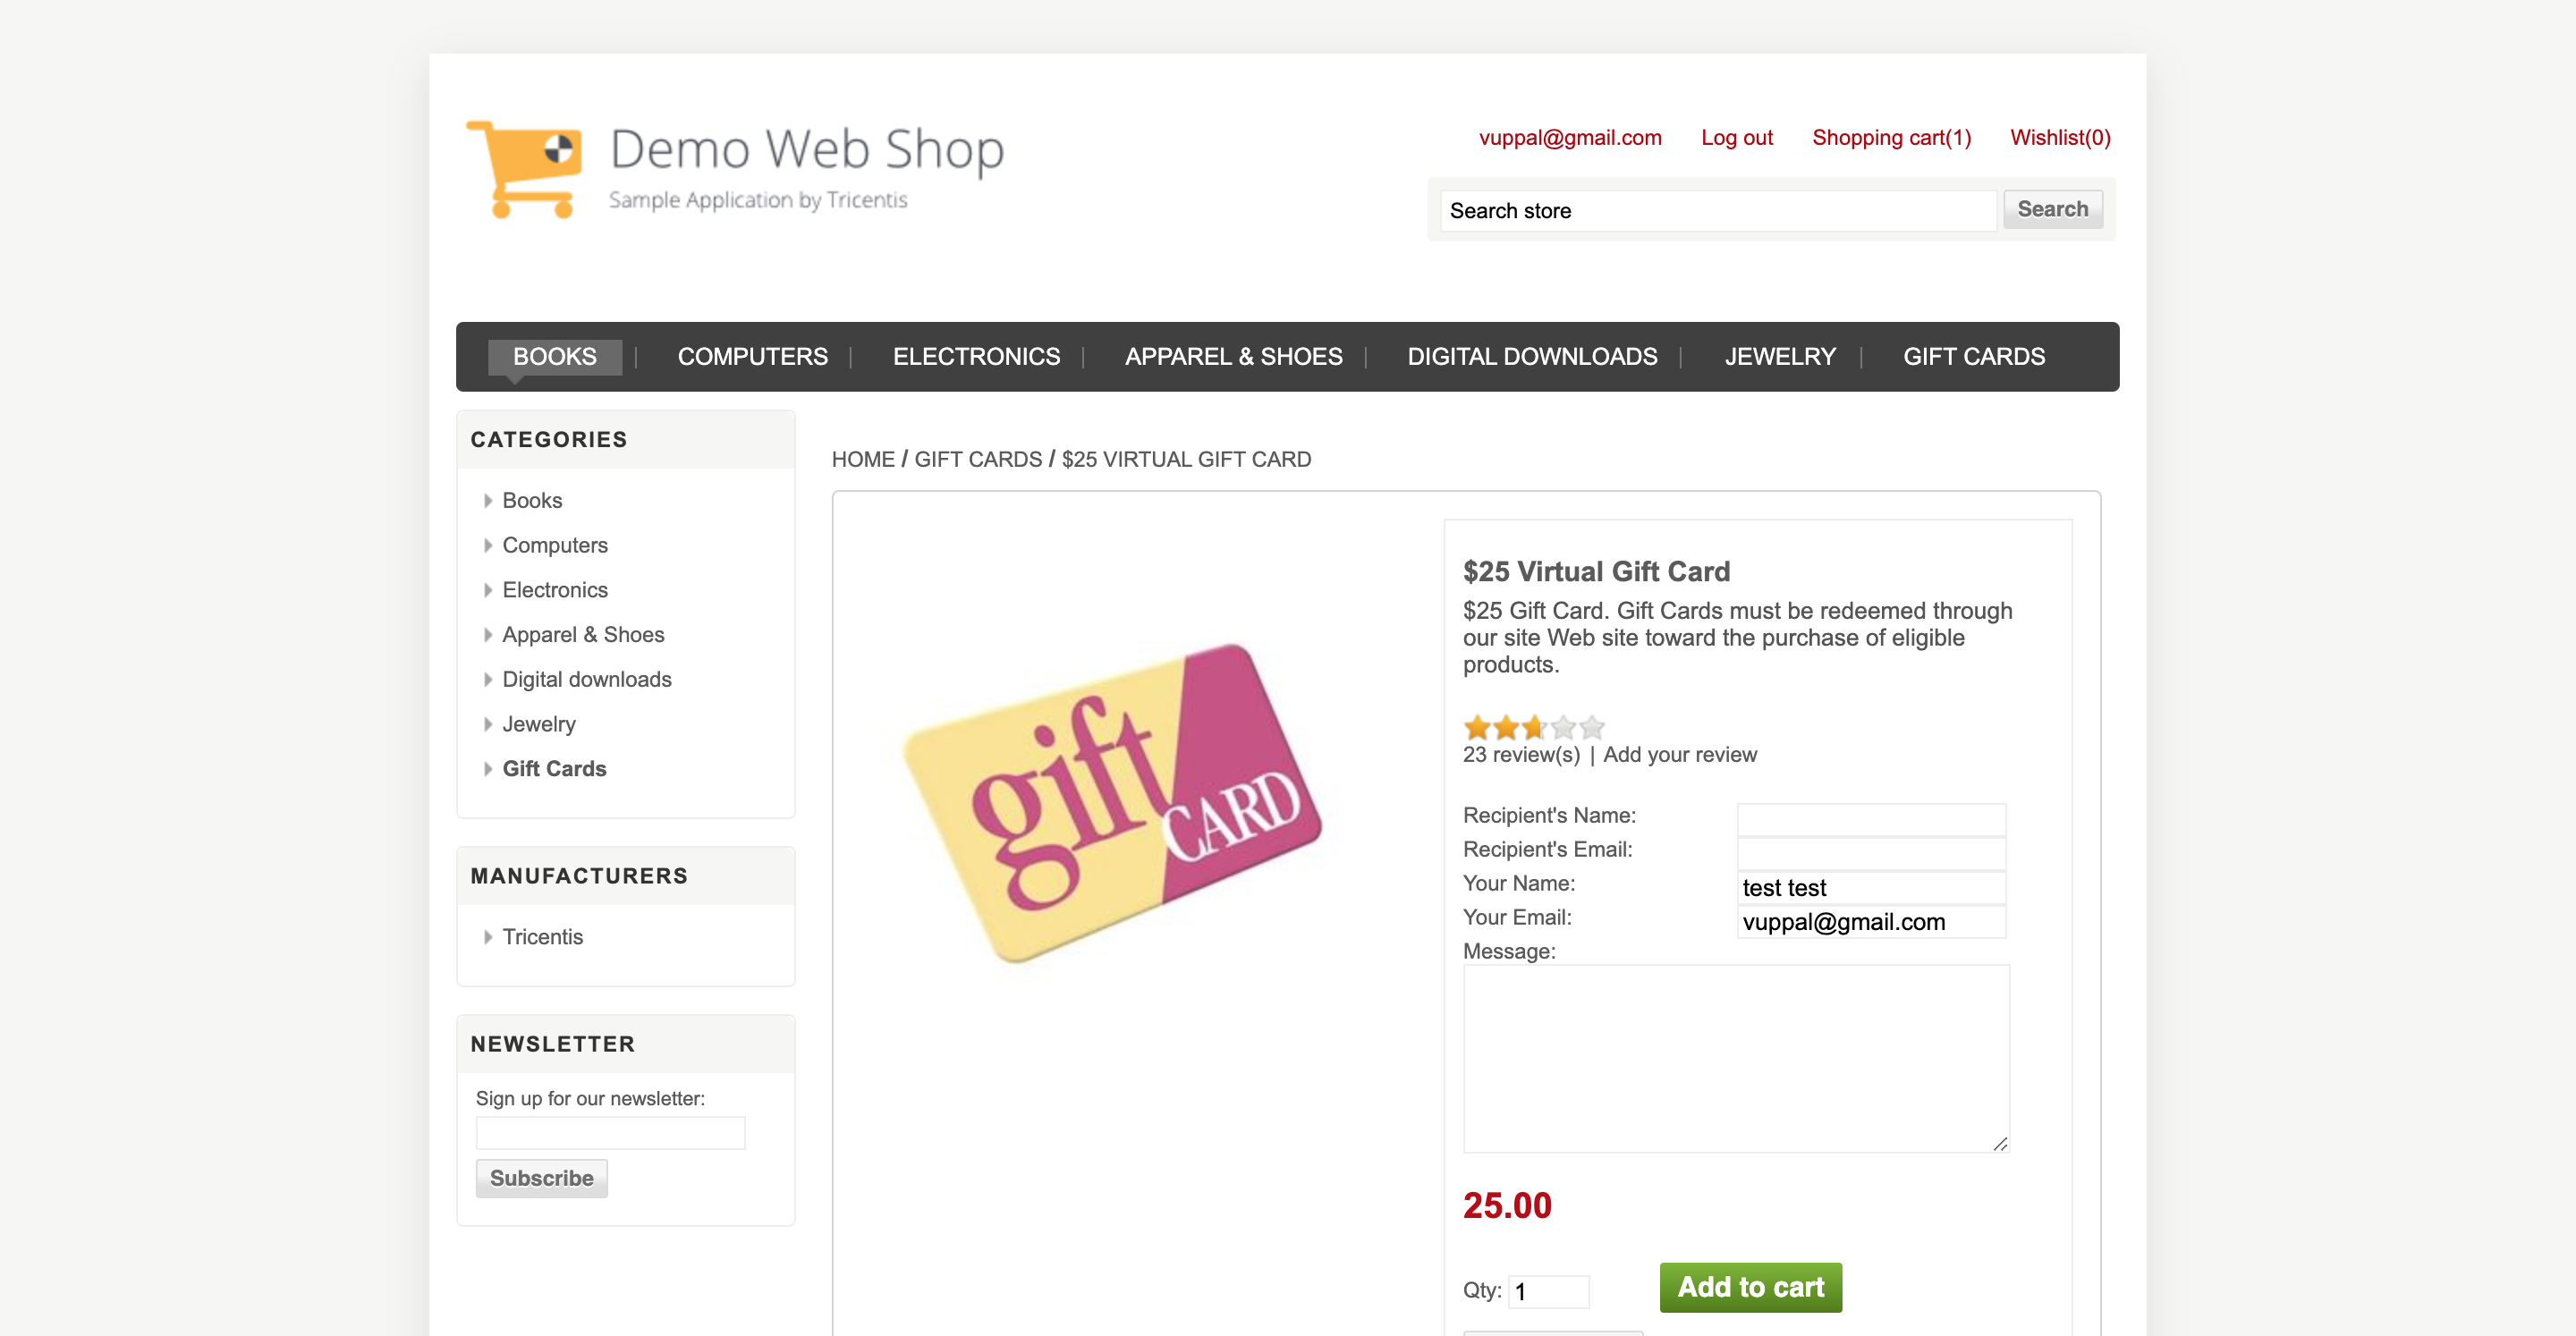 Demo Web Shop
Sample Application by Tricentis
vuppal@gmail.com Log out Shopping cart(1) Wishlist(0)
Search store Search
BOOKS | COMPUTERS | ELECTRONICS | APPAREL & SHOES | DIGITAL DOWNLOADS | JEWELRY | GIFT CARDS
CATEGORIES
Books
Computers
Electronics
Apparel & Shoes
Digital downloads
Jewelry
Gift Cards
MANUFACTURERS
Tricentis
NEWSLETTER
Sign up for our newsletter:
Subscribe
HOME / GIFT CARDS / $25 VIRTUAL GIFT CARD
gift
CARD
$25 Virtual Gift Card
$25 Gift Card. Gift Cards must be redeemed through
our site Web site toward the purchase of eligible
products.
23 review(s) | Add your review
Recipient's Name:
Recipient's Email:
Your Name: test test
Your Email: vuppal@gmail.com
Message:
25.00
Qty: 1 Add to cart